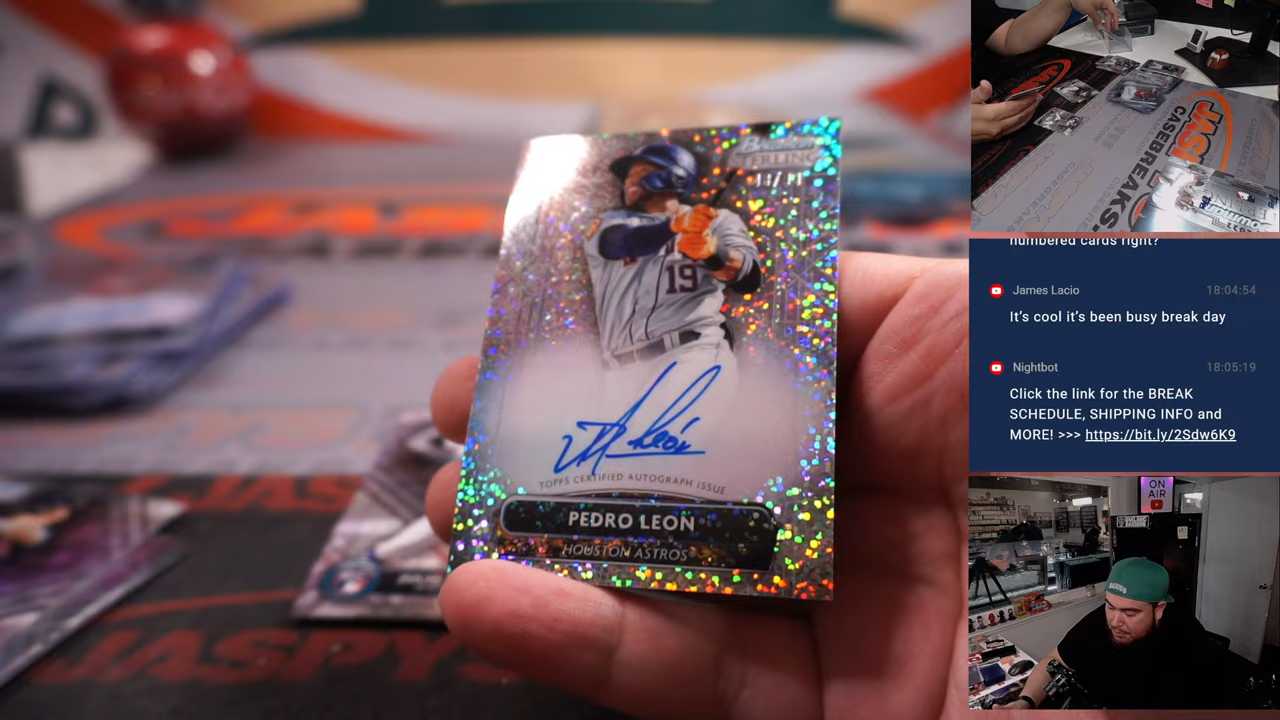 Bowman
STERLING
19
TOPPS CERTIFIED AUTOGRAPH ISSUE
PEDRO LEON
HOUSTON ASTROS
JASPYS
JASPY
CASEBREAKS.
numbered cards right?
James Lacio 18:04:54
It's cool it's been busy break day
Nightbot 18:05:19
Click the link for the BREAK
SCHEDULE, SHIPPING INFO and
MORE! >>> https://bit.ly/2Sdw6K9
ON
AIR